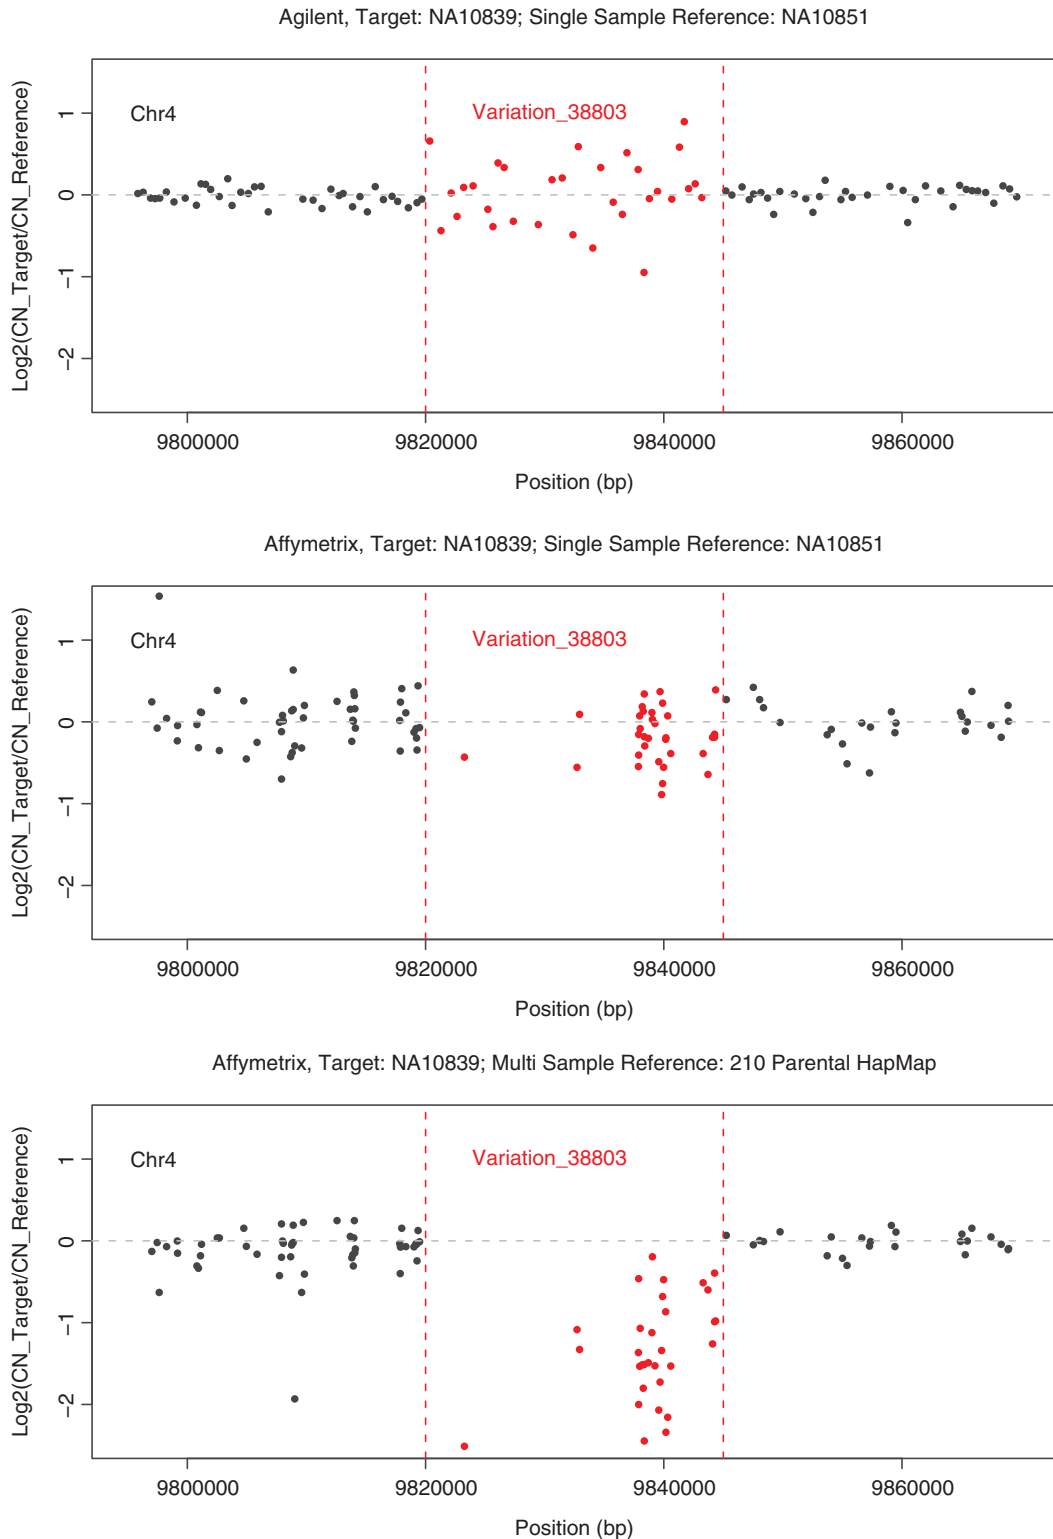 Agilent, Target: NA10839; Single Sample Reference: NA10851
Log2(CN_Target/CN_Reference)
Chr4
Variation_38803
1
0
−1
−2
9800000 9820000 9840000 9860000
Position (bp)
Affymetrix, Target: NA10839; Single Sample Reference: NA10851
Log2(CN_Target/CN_Reference)
Chr4
Variation_38803
1
0
−1
−2
9800000 9820000 9840000 9860000
Position (bp)
Affymetrix, Target: NA10839; Multi Sample Reference: 210 Parental HapMap
Log2(CN_Target/CN_Reference)
Chr4
Variation_38803
1
0
−1
−2
9800000 9820000 9840000 9860000
Position (bp)